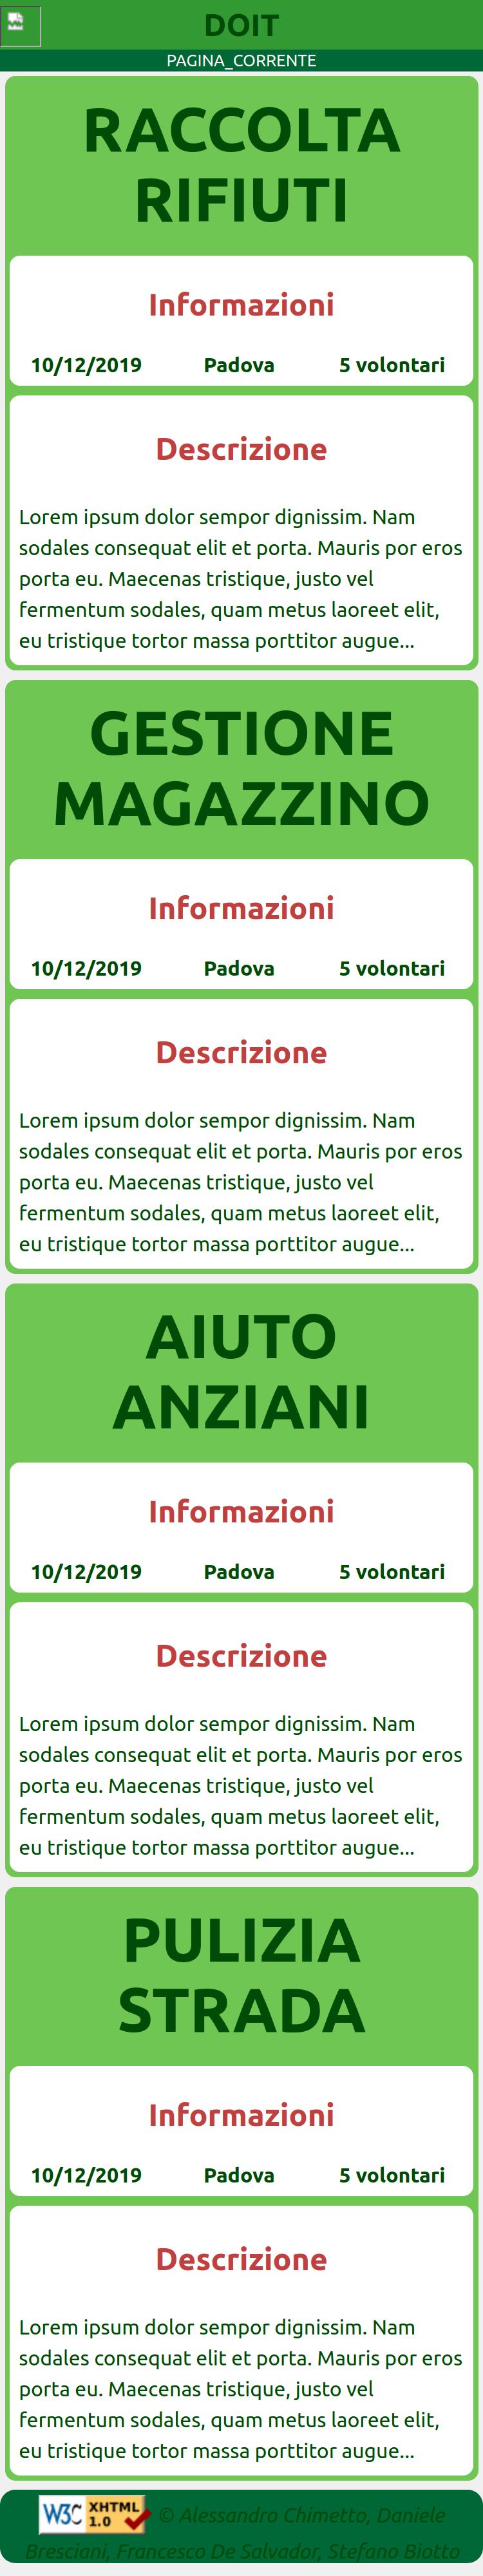 DOIT
PAGINA_CORRENTE
RACCOLTA
RIFIUTI
Informazioni
10/12/2019 Padova 5 volontari
Descrizione
Lorem ipsum dolor sempor dignissim. Nam
sodales consequat elit et porta. Mauris por eros
porta eu. Maecenas tristique, justo vel
fermentum sodales, quam metus laoreet elit,
eu tristique tortor massa porttitor augue...
GESTIONE
MAGAZZINO
Informazioni
10/12/2019 Padova 5 volontari
Descrizione
Lorem ipsum dolor sempor dignissim. Nam
sodales consequat elit et porta. Mauris por eros
porta eu. Maecenas tristique, justo vel
fermentum sodales, quam metus laoreet elit,
eu tristique tortor massa porttitor augue...
AIUTO
ANZIANI
Informazioni
10/12/2019 Padova 5 volontari
Descrizione
Lorem ipsum dolor sempor dignissim. Nam
sodales consequat elit et porta. Mauris por eros
porta eu. Maecenas tristique, justo vel
fermentum sodales, quam metus laoreet elit,
eu tristique tortor massa porttitor augue...
PULIZIA
STRADA
Informazioni
10/12/2019 Padova 5 volontari
Descrizione
Lorem ipsum dolor sempor dignissim. Nam
sodales consequat elit et porta. Mauris por eros
porta eu. Maecenas tristique, justo vel
fermentum sodales, quam metus laoreet elit,
eu tristique tortor massa porttitor augue...
W3C XHTML 1.0 © Alessandro Chimetto, Daniele
Bresciani, Francesco De Salvador, Stefano Biotto